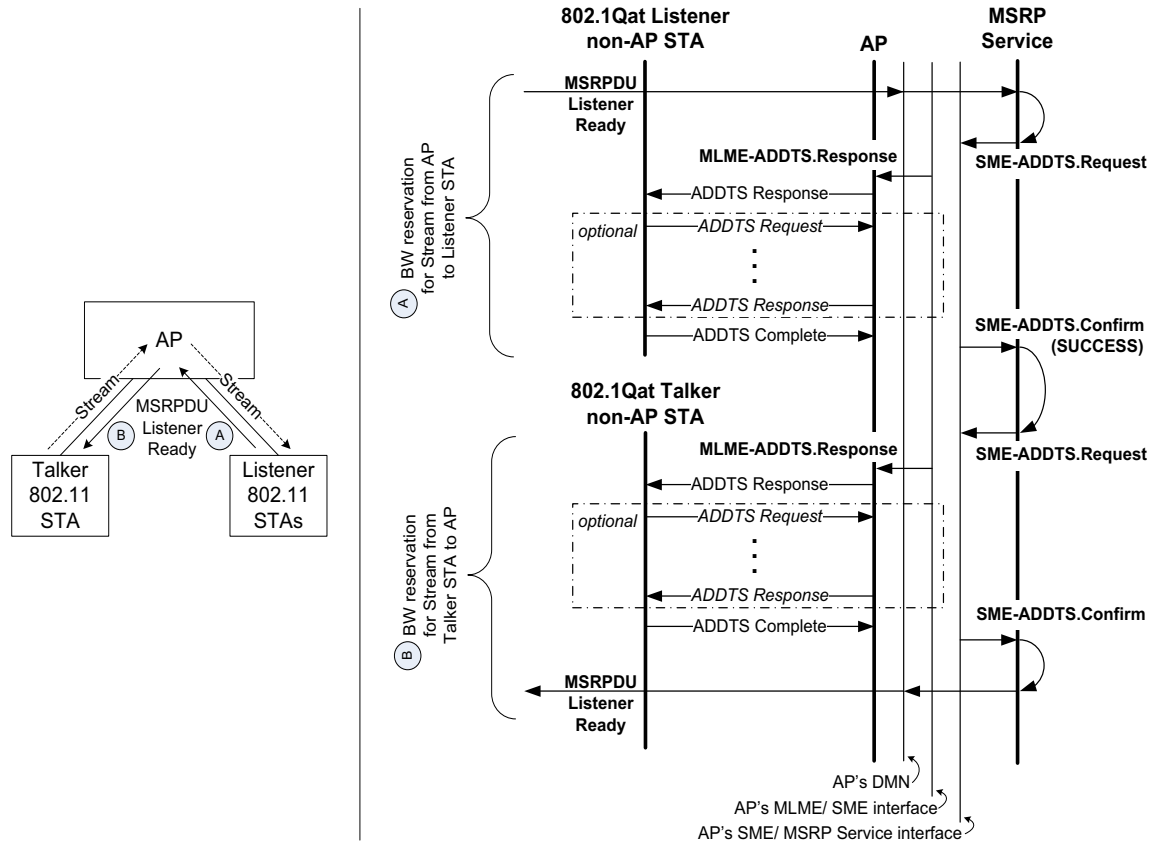 AP
Stream
Stream
MSRPDU
Listener
Ready
B
A
Talker
802.11
STA
Listener
802.11
STAs
802.1Qat Listener
non-AP STA
AP
MSRP
Service
MSRPDU
Listener
Ready
A
BW reservation
for Stream from AP
to Listener STA
SME-ADDTS.Request
MLME-ADDTS.Response
ADDTS Response
optional
ADDTS Request
ADDTS Response
ADDTS Complete
SME-ADDTS.Confirm
(SUCCESS)
802.1Qat Talker
non-AP STA
SME-ADDTS.Request
MLME-ADDTS.Response
ADDTS Response
B
BW reservation
for Stream from
Talker STA to AP
optional
ADDTS Request
ADDTS Response
ADDTS Complete
SME-ADDTS.Confirm
MSRPDU
Listener
Ready
AP's DMN
AP's MLME/ SME interface
AP's SME/ MSRP Service interface